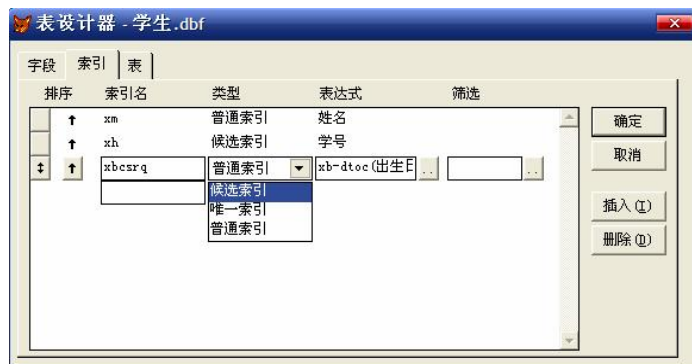 表设计器 - 学生.dbf
字段 索引 表
排序 索引名 类型 表达式 筛选
xm 普通索引 姓名
xh 候选索引 学号
xbcsrq 普通索引 xb-dtoc(出生日 .. ..
候选索引
唯一索引
普通索引
确定
取消
插入(I)
删除(D)